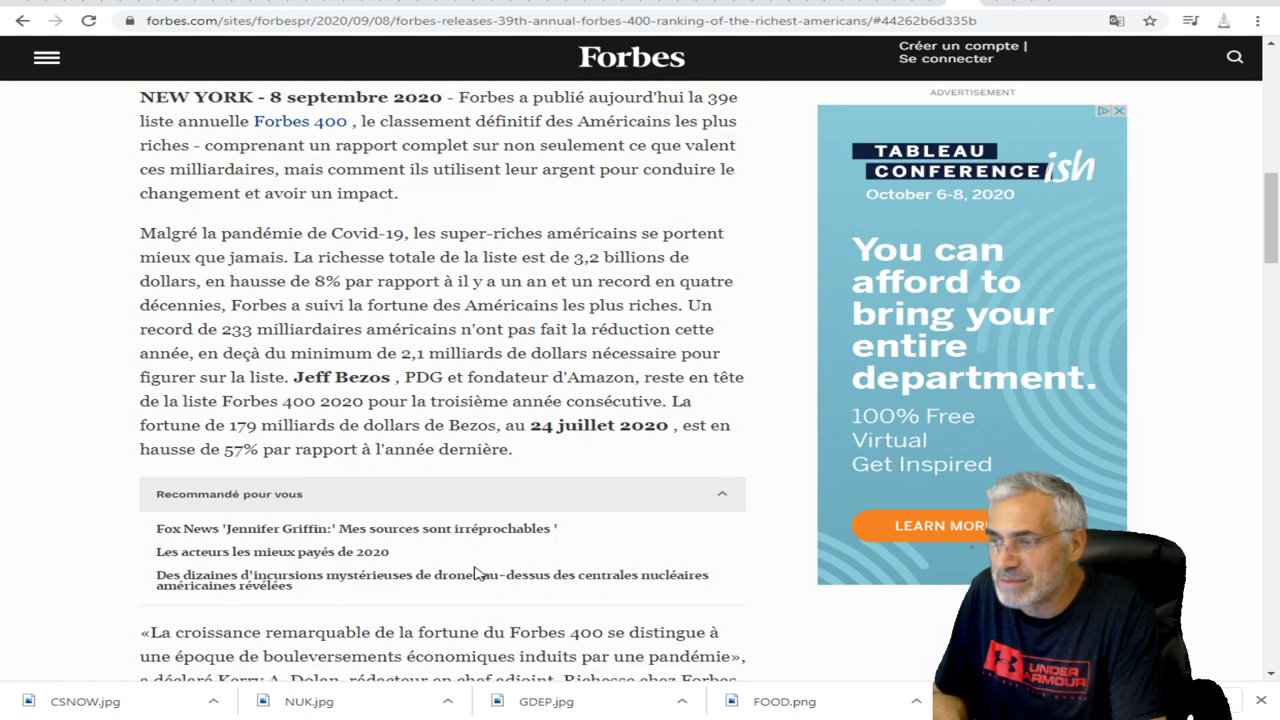 forbes.com/sites/forbespr/2020/09/08/forbes-releases-39th-annual-forbes-400-ranking-of-the-richest-americans/#44262b6d335b
Forbes
Créer un compte |
Se connecter
NEW YORK - 8 septembre 2020 - Forbes a publié aujourd'hui la 39e
liste annuelle Forbes 400 , le classement définitif des Américains les plus
riches - comprenant un rapport complet sur non seulement ce que valent
ces milliardaires, mais comment ils utilisent leur argent pour conduire le
changement et avoir un impact.
Malgré la pandémie de Covid-19, les super-riches américains se portent
mieux que jamais. La richesse totale de la liste est de 3,2 billions de
dollars, en hausse de 8% par rapport à il y a un an et un record en quatre
décennies, Forbes a suivi la fortune des Américains les plus riches. Un
record de 233 milliardaires américains n'ont pas fait la réduction cette
année, en deçà du minimum de 2,1 milliards de dollars nécessaire pour
figurer sur la liste. Jeff Bezos , PDG et fondateur d'Amazon, reste en tête
de la liste Forbes 400 2020 pour la troisième année consécutive. La
fortune de 179 milliards de dollars de Bezos, au 24 juillet 2020 , est en
hausse de 57% par rapport à l'année dernière.
Recommandé pour vous
Fox News 'Jennifer Griffin:' Mes sources sont irréprochables '
Les acteurs les mieux payés de 2020
Des dizaines d'incursions mystérieuses de drones au-dessus des centrales nucléaires
américaines révélées
«La croissance remarquable de la fortune du Forbes 400 se distingue à
une époque de bouleversements économiques induits par une pandémie»,
a déclaré Kerry A. Dolan, rédacteur en chef adjoint, Richesse chez Forbes
ADVERTISEMENT
TABLEAU
CONFERENCEish
October 6-8, 2020
You can
afford to
bring your
entire
department.
100% Free
Virtual
Get Inspired
LEARN MOR
UNDER
ARMOUR
CSNOW.jpg
NUK.jpg
GDEP.jpg
FOOD.png